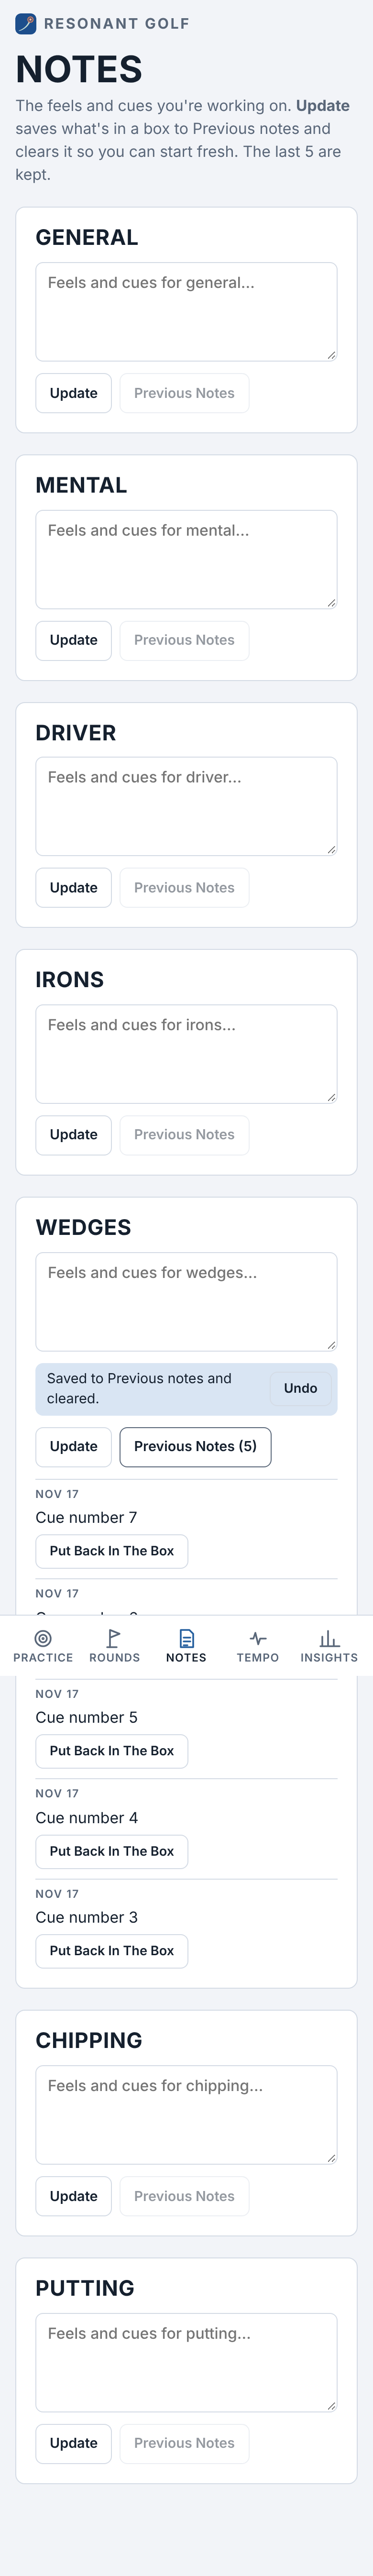 RESONANT GOLF
NOTES
The feels and cues you're working on. Update
saves what's in a box to Previous notes and
clears it so you can start fresh. The last 5 are
kept.
GENERAL
Feels and cues for general...
Update Previous Notes
MENTAL
Feels and cues for mental...
Update Previous Notes
DRIVER
Feels and cues for driver...
Update Previous Notes
IRONS
Feels and cues for irons...
Update Previous Notes
WEDGES
Feels and cues for wedges...
Saved to Previous notes and
cleared.
Undo
Update Previous Notes (5)
NOV 17
Cue number 7
Put Back In The Box
NOV 17
PRACTICE ROUNDS NOTES TEMPO INSIGHTS
NOV 17
Cue number 5
Put Back In The Box
NOV 17
Cue number 4
Put Back In The Box
NOV 17
Cue number 3
Put Back In The Box
CHIPPING
Feels and cues for chipping...
Update Previous Notes
PUTTING
Feels and cues for putting...
Update Previous Notes